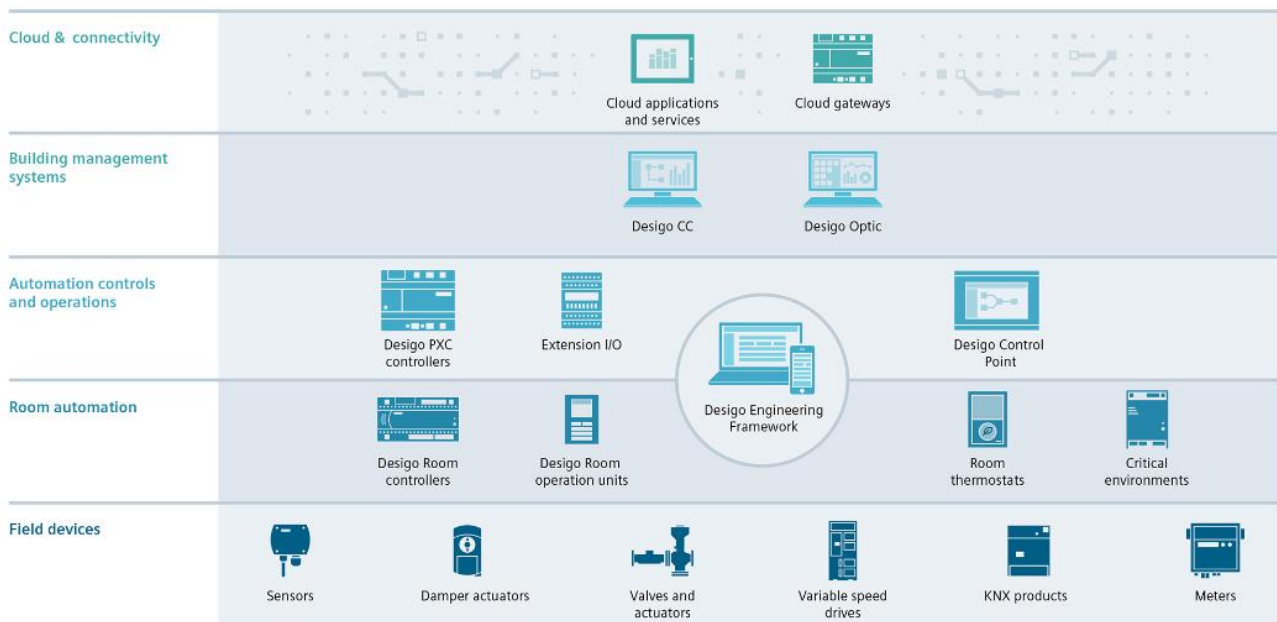 Cloud & connectivity
Cloud applications
and services
Cloud gateways
Building management
systems
Desigo CC
Desigo Optic
Automation controls
and operations
Desigo PXC
controllers
Extension I/O
Desigo Control
Point
Desigo Engineering
Framework
Room automation
Desigo Room
controllers
Desigo Room
operation units
Room
thermostats
Critical
environments
Field devices
Sensors
Damper actuators
Valves and
actuators
Variable speed
drives
KNX products
Meters